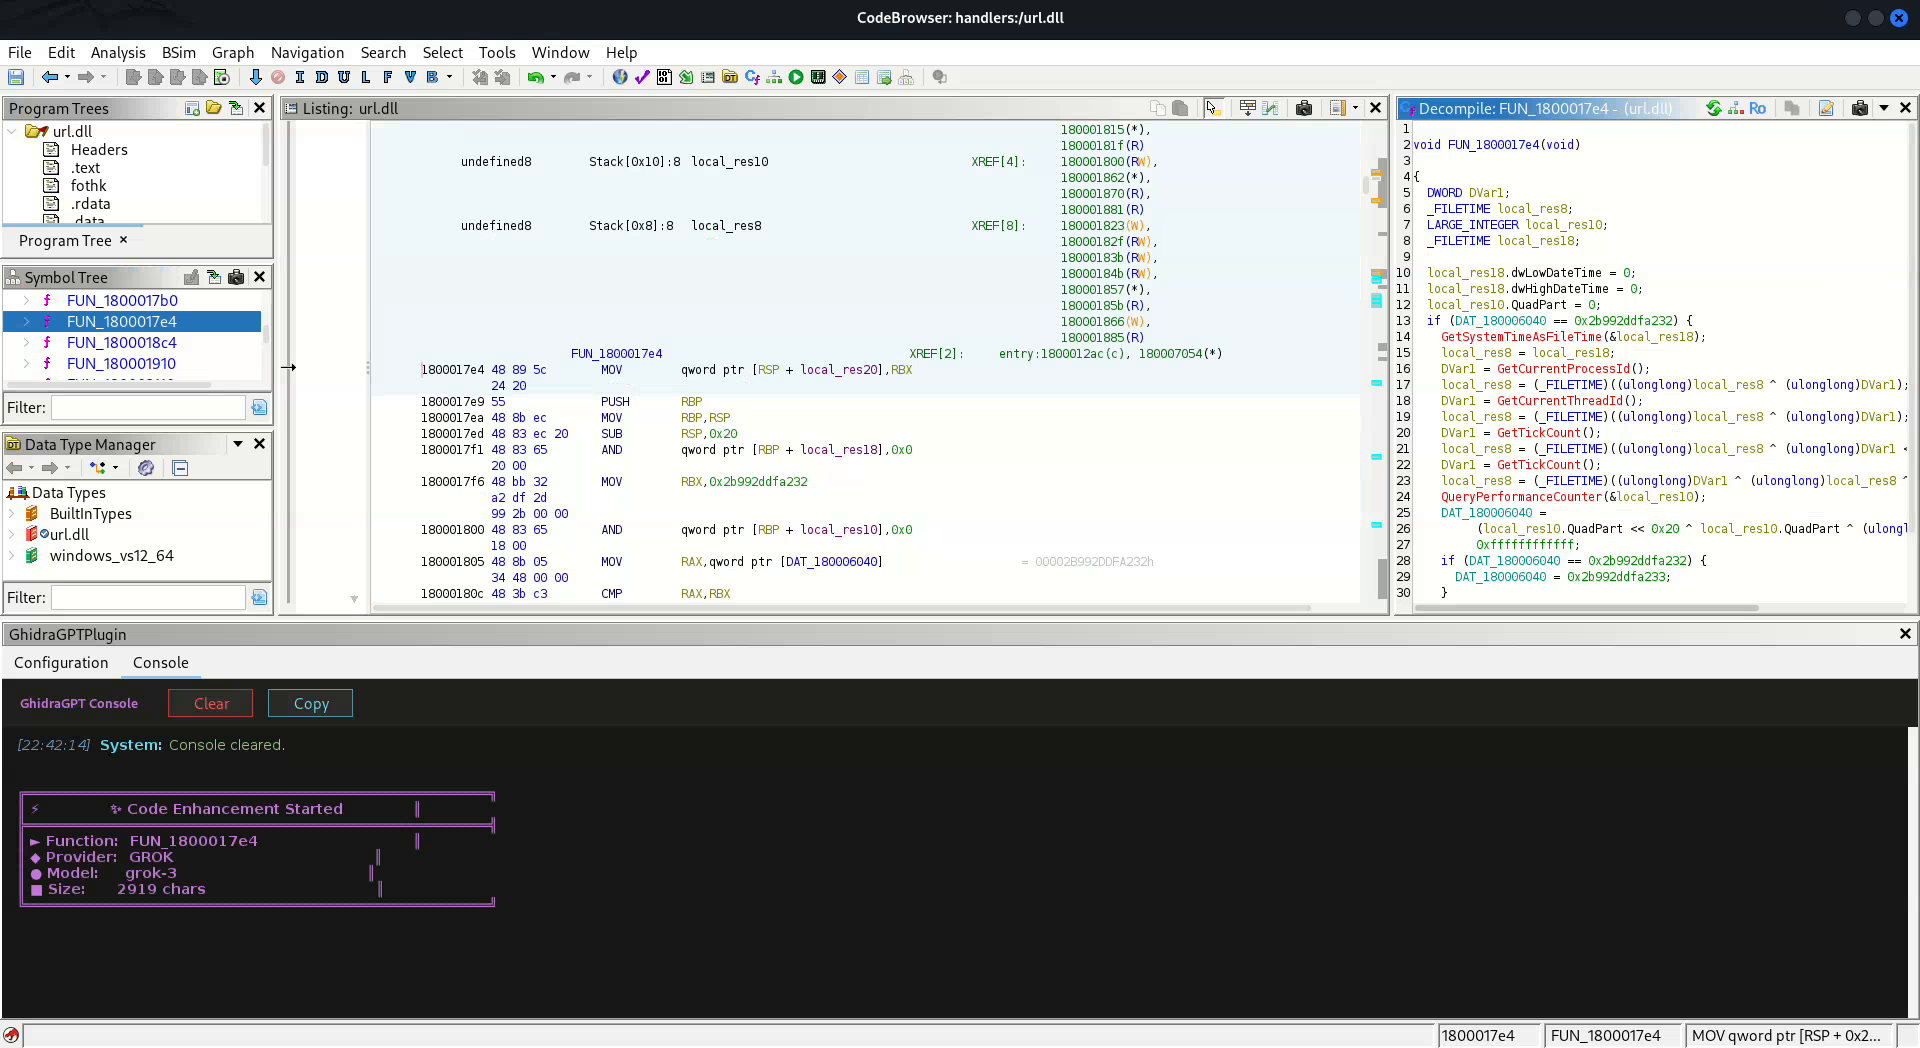 CodeBrowser: handlers:/url.dll
File Edit Analysis BSim Graph Navigation Search Select Tools Window Help
I D U L F V B
Program Trees
url.dll
Headers
.text
fothk
.rdata
.data
Program Tree ×
Symbol Tree
f FUN_1800017b0
f FUN_1800017e4
f FUN_1800018c4
f FUN_180001910
Filter:
Data Type Manager
Data Types
BuiltInTypes
url.dll
windows_vs12_64
Filter:
Listing: url.dll
180001815(*),
18000181f(R)
undefined8 Stack[0x10]:8 local_res10 XREF[4]: 180001800(RW),
180001862(*),
180001870(R),
180001881(R)
undefined8 Stack[0x8]:8 local_res8 XREF[8]: 180001823(W),
18000182f(RW),
18000183b(RW),
18000184b(RW),
180001857(*),
18000185b(R),
180001866(W),
180001885(R)
FUN_1800017e4 XREF[2]: entry:1800012ac(c), 180007054(*)
1800017e4 48 89 5c MOV qword ptr [RSP + local_res20],RBX
24 20
1800017e9 55 PUSH RBP
1800017ea 48 8b ec MOV RBP,RSP
1800017ed 48 83 ec 20 SUB RSP,0x20
1800017f1 48 83 65 AND qword ptr [RBP + local_res18],0x0
20 00
1800017f6 48 bb 32 MOV RBX,0x2b992ddfa232
a2 df 2d
99 2b 00 00
180001800 48 83 65 AND qword ptr [RBP + local_res10],0x0
18 00
180001805 48 8b 05 MOV RAX,qword ptr [DAT_180006040] = 00002B992DDFA232h
34 48 00 00
18000180c 48 3b c3 CMP RAX,RBX
Decompile: FUN_1800017e4 - (url.dll) Ro
1
2 void FUN_1800017e4(void)
3
4 {
5 DWORD DVar1;
6 _FILETIME local_res8;
7 LARGE_INTEGER local_res10;
8 _FILETIME local_res18;
9
10 local_res18.dwLowDateTime = 0;
11 local_res18.dwHighDateTime = 0;
12 local_res10.QuadPart = 0;
13 if (DAT_180006040 == 0x2b992ddfa232) {
14 GetSystemTimeAsFileTime(&local_res18);
15 local_res8 = local_res18;
16 DVar1 = GetCurrentProcessId();
17 local_res8 = (_FILETIME)((ulonglong)local_res8 ^ (ulonglong)DVar1);
18 DVar1 = GetCurrentThreadId();
19 local_res8 = (_FILETIME)((ulonglong)local_res8 ^ (ulonglong)DVar1);
20 DVar1 = GetTickCount();
21 local_res8 = (_FILETIME)((ulonglong)local_res8 ^ (ulonglong)DVar1 <
22 DVar1 = GetTickCount();
23 local_res8 = (_FILETIME)((ulonglong)DVar1 ^ (ulonglong)local_res8 ^
24 QueryPerformanceCounter(&local_res10);
25 DAT_180006040 =
26 (local_res10.QuadPart << 0x20 ^ local_res10.QuadPart ^ (ulongl
27 0xffffffffffff;
28 if (DAT_180006040 == 0x2b992ddfa232) {
29 DAT_180006040 = 0x2b992ddfa233;
30 }
GhidraGPTPlugin
Configuration Console
GhidraGPT Console Clear Copy
[22:42:14] System: Console cleared.
⚡ ✨ Code Enhancement Started
► Function: FUN_1800017e4
◆ Provider: GROK
● Model: grok-3
■ Size: 2919 chars
1800017e4 FUN_1800017e4 MOV qword ptr [RSP + 0x2...